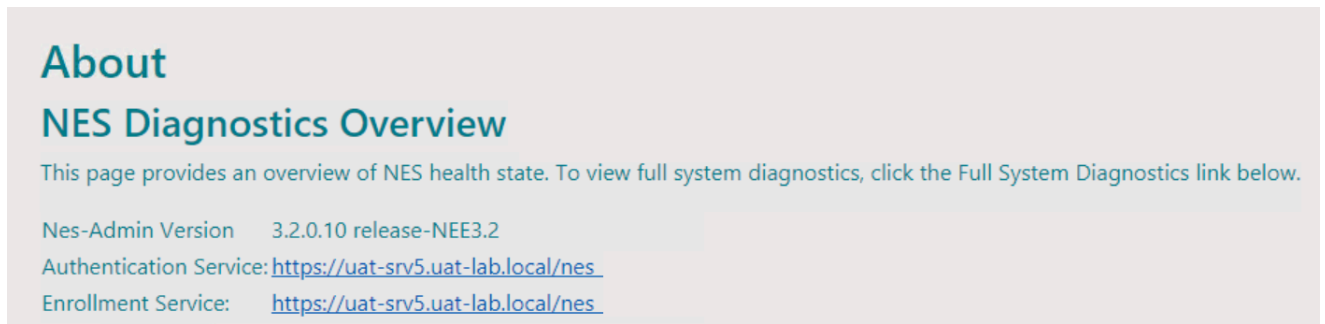 About
NES Diagnostics Overview
This page provides an overview of NES health state. To view full system diagnostics, click the Full System Diagnostics link below.
Nes-Admin Version 3.2.0.10 release-NEE3.2
Authentication Service: https://uat-srv5.uat-lab.local/nes
Enrollment Service: https://uat-srv5.uat-lab.local/nes